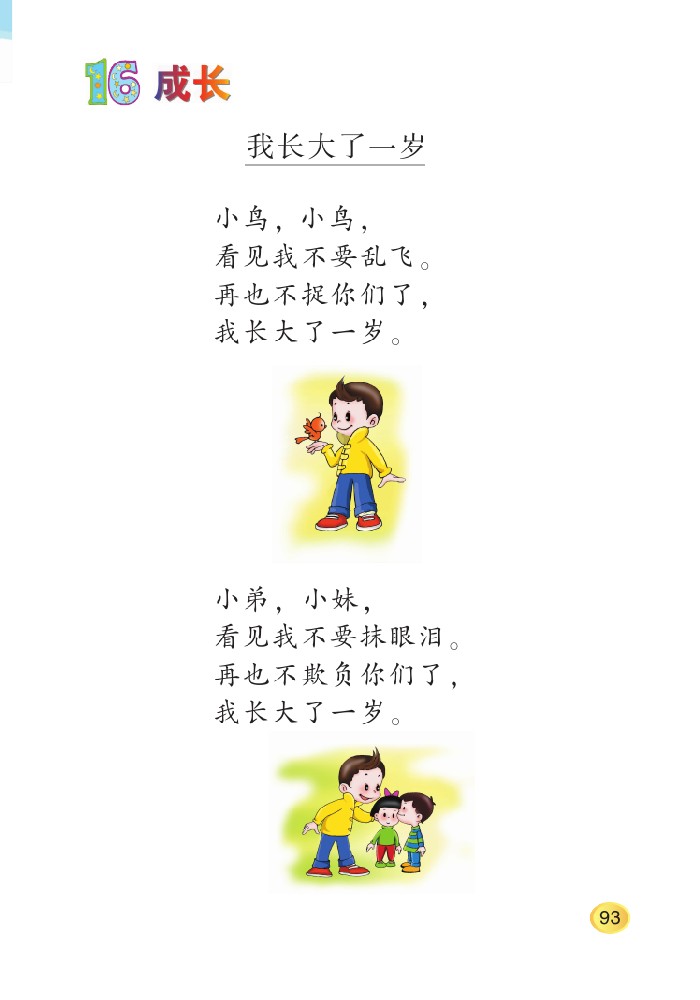 16 成长
我长大了一岁
小鸟，小鸟，
看见我不要乱飞。
再也不捉你们了，
我长大了一岁。
小弟，小妹，
看见我不要抹眼泪。
再也不欺负你们了，
我长大了一岁。
93